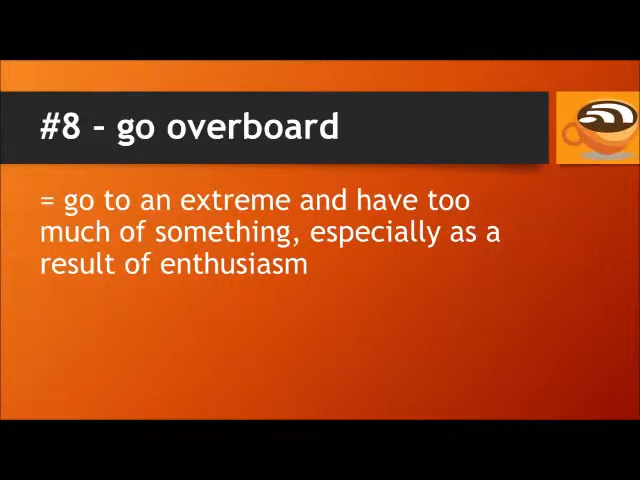 #8 – go overboard
= go to an extreme and have too
much of something, especially as a
result of enthusiasm